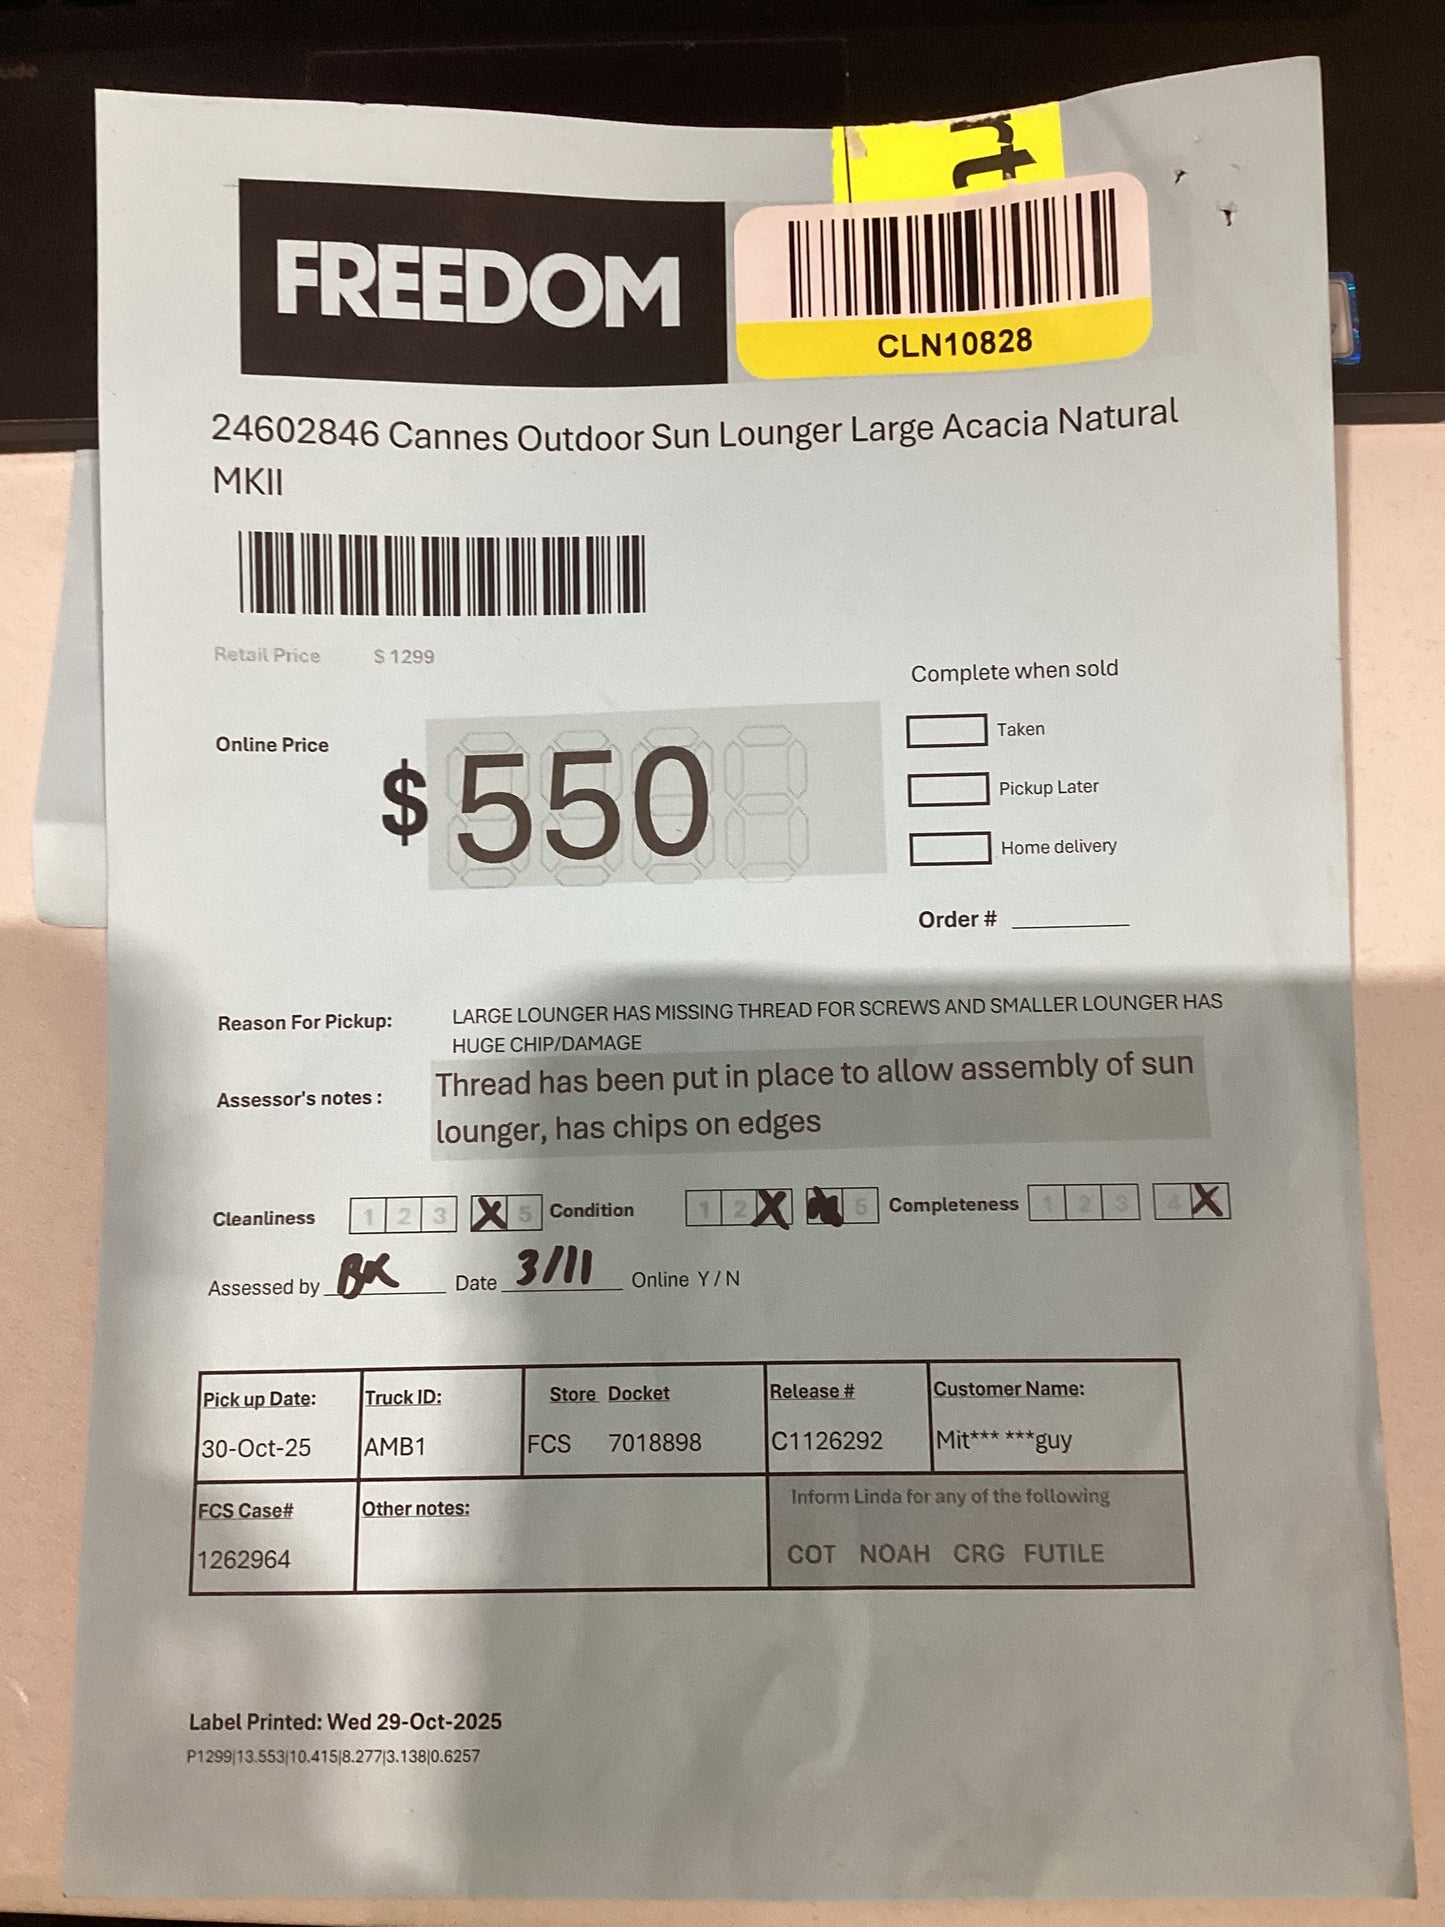 rt
FREEDOM
CLN10828
24602846 Cannes Outdoor Sun Lounger Large Acacia Natural
MKII
Retail Price $ 1299
Complete when sold
Online Price
$ 550
Taken
Pickup Later
Home delivery
Order #
Reason For Pickup: LARGE LOUNGER HAS MISSING THREAD FOR SCREWS AND SMALLER LOUNGER HAS
HUGE CHIP/DAMAGE
Assessor's notes : Thread has been put in place to allow assembly of sun
lounger, has chips on edges
Cleanliness 1 2 3 X 5 Condition 1 2 X 5 Completeness 1 2 3 4 X
Assessed by BK Date 3/11 Online Y / N
Pick up Date: Truck ID: Store Docket Release # Customer Name:
30-Oct-25 AMB1 FCS 7018898 C1126292 Mit*** ***guy
FCS Case# Other notes: Inform Linda for any of the following
1262964 COT NOAH CRG FUTILE
Label Printed: Wed 29-Oct-2025
P1299|13.553|10.415|8.277|3.138|0.6257